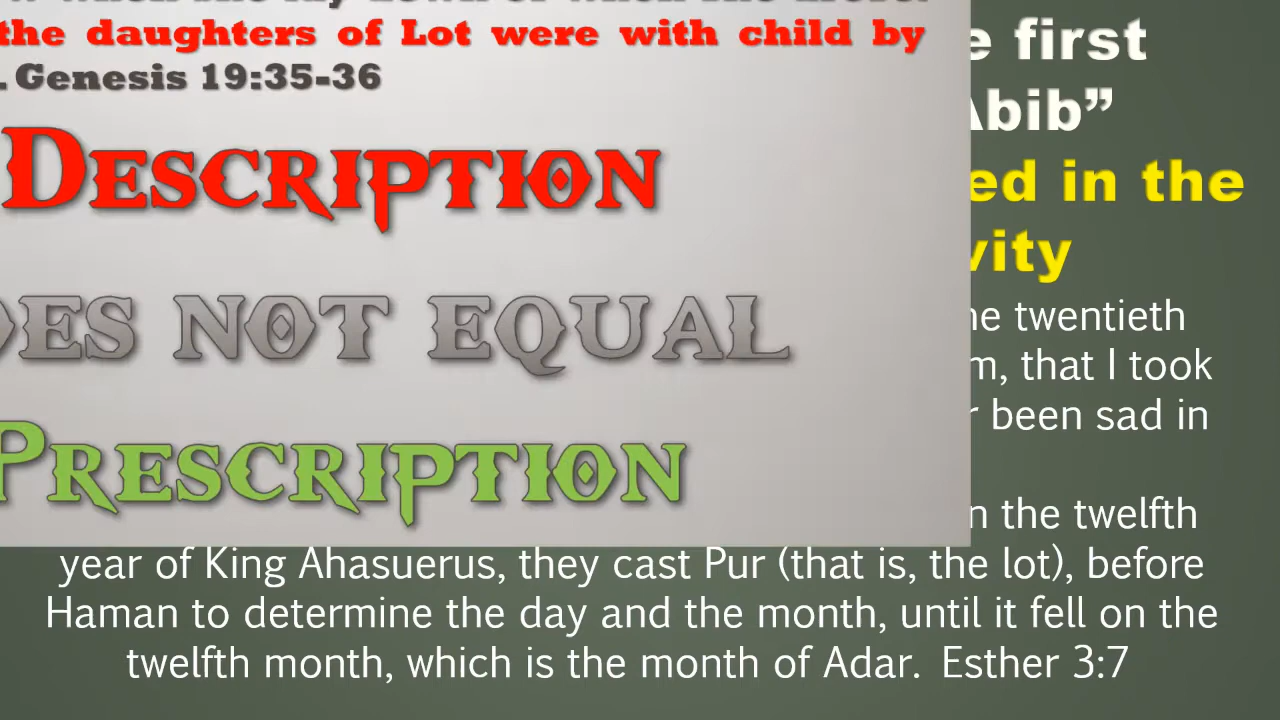 the daughters of Lot were with child by
Genesis 19:35-36
Description
not equal
Prescription
first
Abib”
in the
twentieth
that I took
been sad in
the twelfth
year of King Ahasuerus, they cast Pur (that is, the lot), before
Haman to determine the day and the month, until it fell on the
twelfth month, which is the month of Adar. Esther 3:7